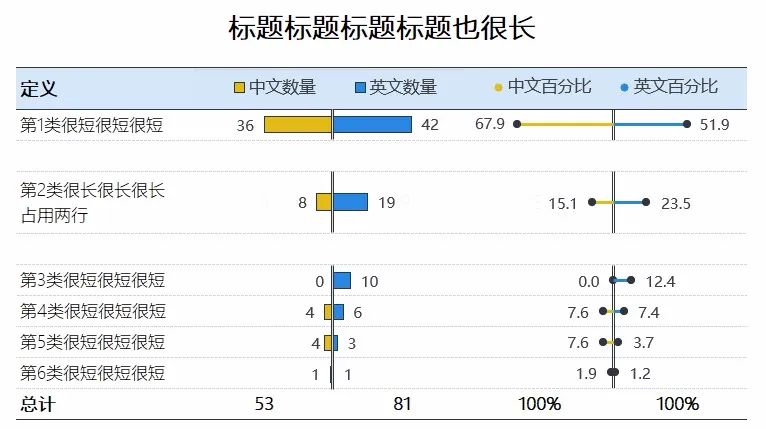 标题标题标题标题也很长
定义 中文数量 英文数量 中文百分比 英文百分比
第1类很短很短很短 36 42 67.9 51.9
第2类很长很长很长
占用两行 8 19 15.1 23.5
第3类很短很短很短 0 10 0.0 12.4
第4类很短很短很短 4 6 7.6 7.4
第5类很短很短很短 4 3 7.6 3.7
第6类很短很短很短 1 1 1.9 1.2
总计 53 81 100% 100%